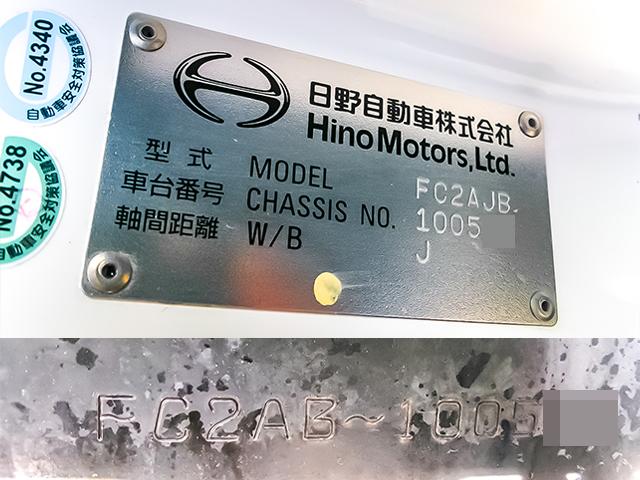 No.4340
自動車安全対策協議会
No.4738
自動車安全対策協議会
日野自動車株式会社
Hino Motors, Ltd.
型式 MODEL FC2AJB-
車台番号 CHASSIS NO. 1005
軸間距離 W/B J
FC2AB~1005